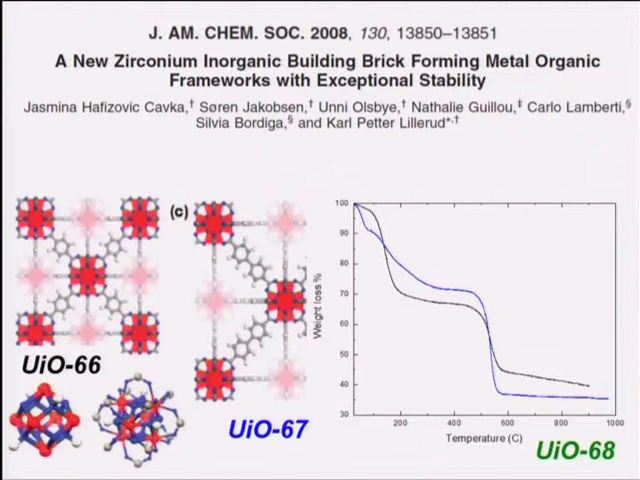 J. AM. CHEM. SOC. 2008, 130, 13850–13851
A New Zirconium Inorganic Building Brick Forming Metal Organic
Frameworks with Exceptional Stability
Jasmina Hafizovic Cavka,† Søren Jakobsen,† Unni Olsbye,† Nathalie Guillou,‡ Carlo Lamberti,§
Silvia Bordiga,§ and Karl Petter Lillerud*,†
(c)
UiO-66
UiO-67
100
90
80
70
60
50
40
30
Weight loss %
200
400
600
800
1000
Temperature (C)
UiO-68